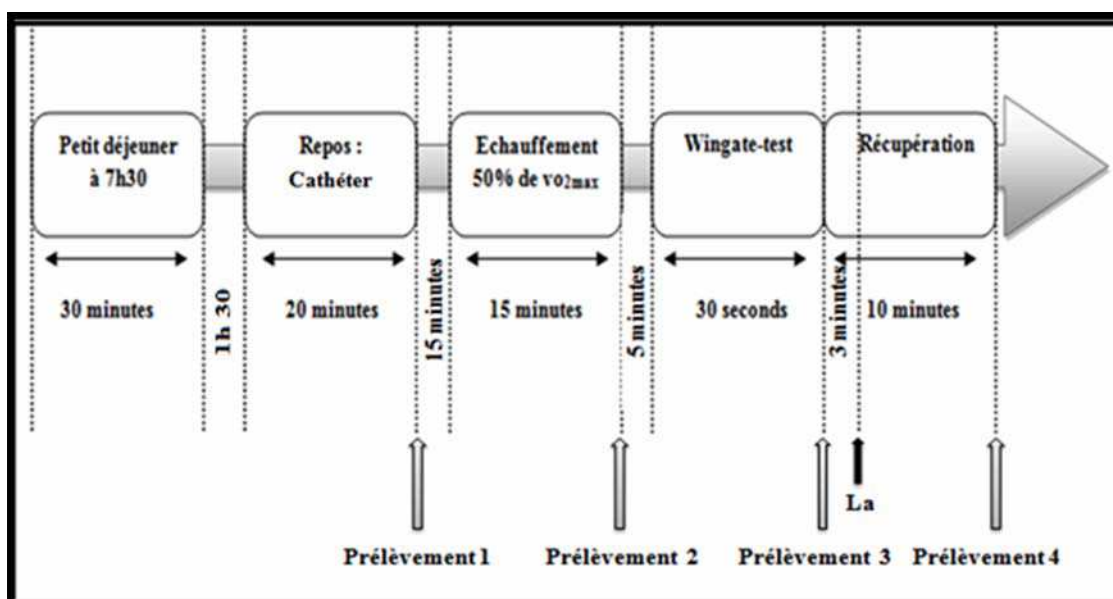 Petit déjeuner
à 7h30
Repos :
Cathéter
Echauffement
50% de vo2max
Wingate-test
Récupération
30 minutes
1h 30
20 minutes
15 minutes
15 minutes
5 minutes
30 seconds
3 minutes
10 minutes
La
Prélèvement 1
Prélèvement 2
Prélèvement 3
Prélèvement 4